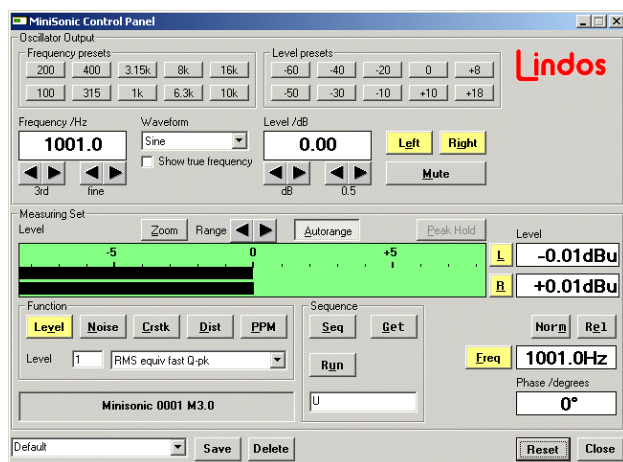 MiniSonic Control Panel
Oscillator Output
Frequency presets
200 400 3.15k 8k 16k
100 315 1k 6.3k 10k
Level presets
-60 -40 -20 0 +8
-50 -30 -10 +10 +18
Lindos
Frequency /Hz
1001.0
3rd fine
Waveform
Sine
Show true frequency
Level /dB
0.00
dB 0.5
Left Right
Mute
Measuring Set
Level Zoom Range Autorange Peak Hold
-5 0 +5
Level
L -0.01dBu
R +0.01dBu
Function
Level Noise Crstk Dist PPM
Level 1 RMS equiv fast Q-pk
Minisonic 0001 M3.0
Sequence
Seq Get
Run
U
Norm Rel
Freq 1001.0Hz
Phase /degrees
0°
Default Save Delete Reset Close